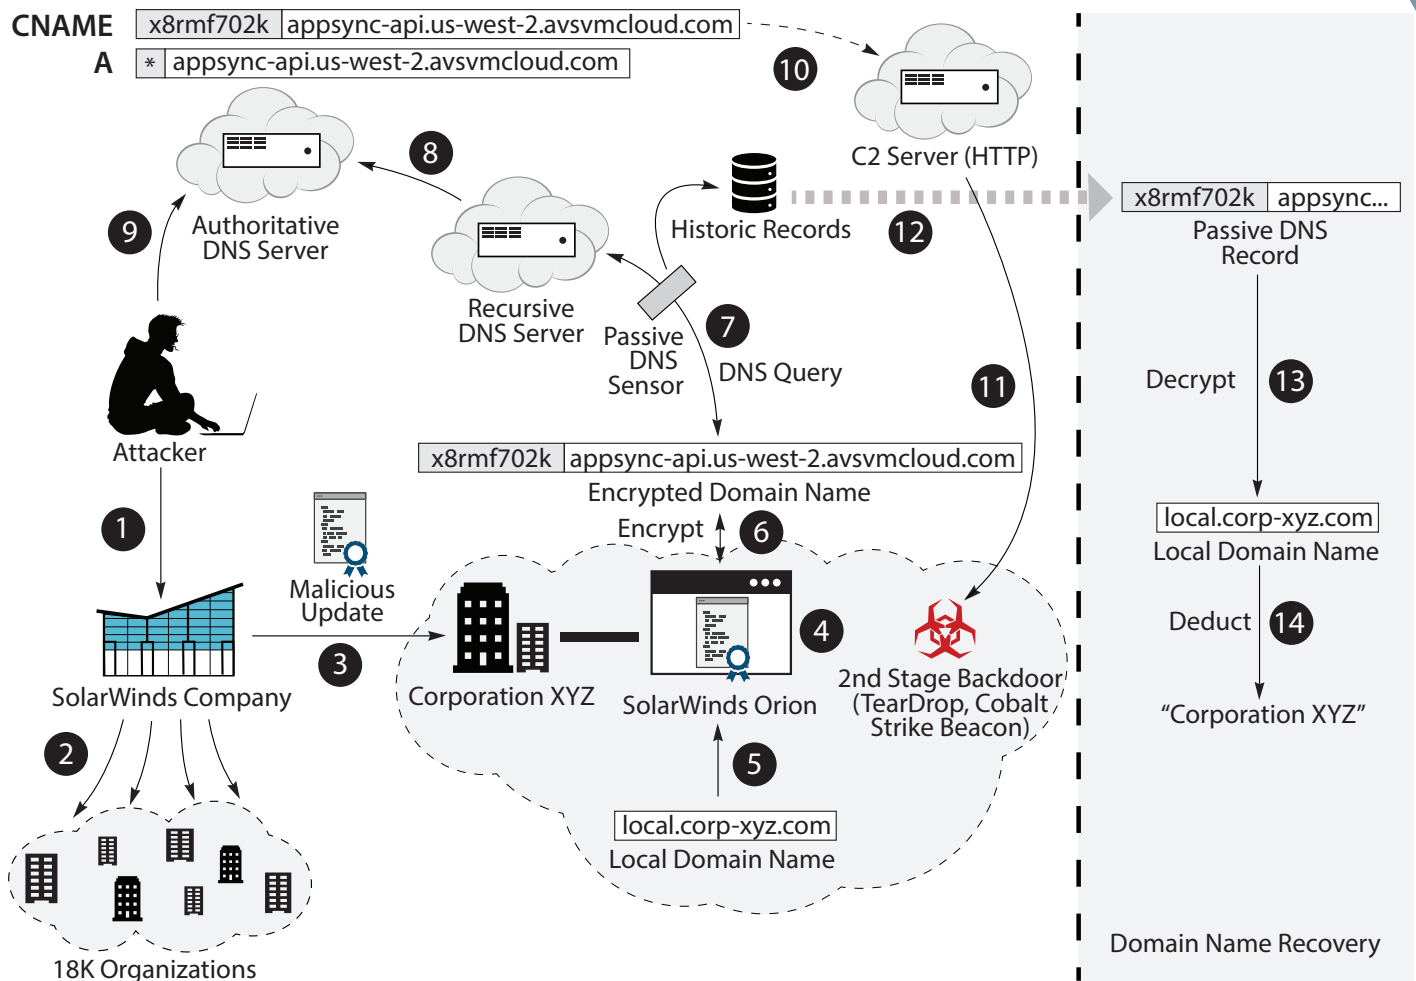 CNAME x8rmf702k appsync-api.us-west-2.avsvmcloud.com
A * appsync-api.us-west-2.avsvmcloud.com
10
C2 Server (HTTP)
8
9
Authoritative
DNS Server
Historic Records
12
x8rmf702k appsync...
Passive DNS
Record
Recursive
DNS Server
Passive
DNS
Sensor
7
DNS Query
11
Decrypt
13
Attacker
x8rmf702k appsync-api.us-west-2.avsvmcloud.com
Encrypted Domain Name
Encrypt
6
1
Malicious
Update
3
local.corp-xyz.com
Local Domain Name
Deduct
14
"Corporation XYZ"
SolarWinds Company
Corporation XYZ
SolarWinds Orion
4
2nd Stage Backdoor
(TearDrop, Cobalt
Strike Beacon)
2
5
local.corp-xyz.com
Local Domain Name
18K Organizations
Domain Name Recovery